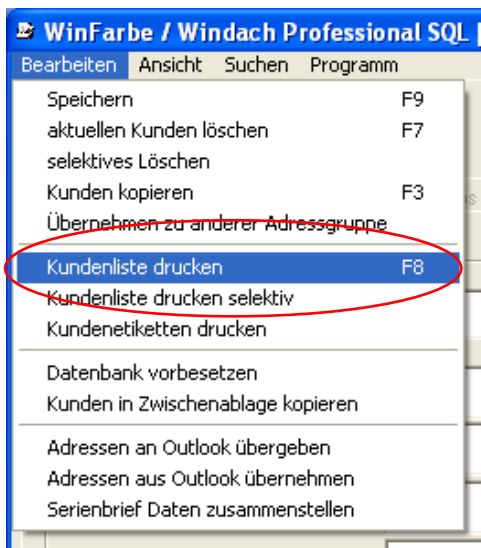 WinFarbe / Windach Professional SQL
Bearbeiten Ansicht Suchen Programm
Speichern F9
aktuellen Kunden löschen F7
selektives Löschen
Kunden kopieren F3
Übernehmen zu anderer Adressgruppe
Kundenliste drucken F8
Kundenliste drucken selektiv
Kundenetiketten drucken
Datenbank vorbesetzen
Kunden in Zwischenablage kopieren
Adressen an Outlook übergeben
Adressen aus Outlook übernehmen
Serienbrief Daten zusammenstellen